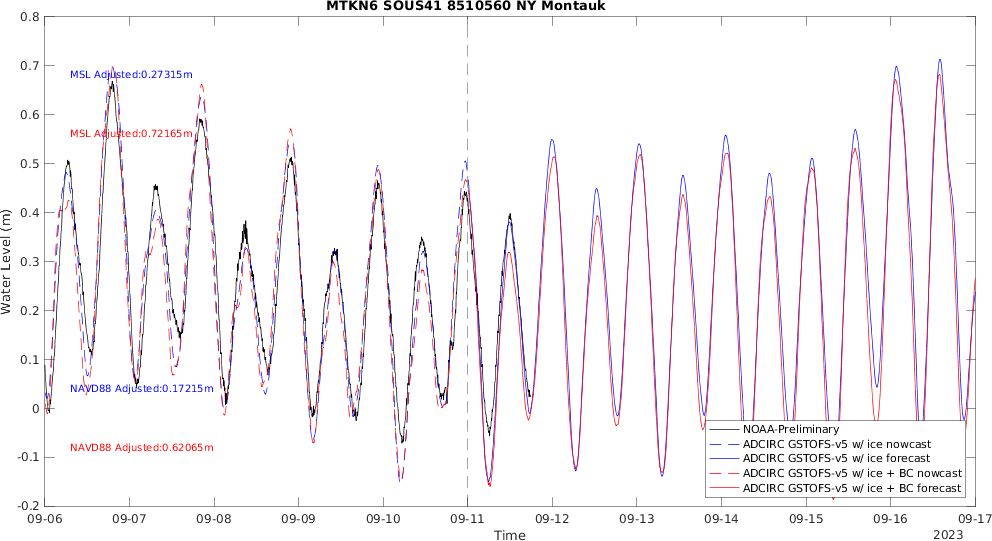 MTKN6 SOUS41 8510560 NY Montauk
0.8
0.7
0.6
0.5
0.4
0.3
0.2
0.1
0
-0.1
-0.2
Water Level (m)
MSL Adjusted:0.27315m
MSL Adjusted:0.72165m
NAVD88 Adjusted:0.17215m
NAVD88 Adjusted:0.62065m
NOAA-Preliminary
ADCIRC GSTOFS-v5 w/ ice nowcast
ADCIRC GSTOFS-v5 w/ ice forecast
ADCIRC GSTOFS-v5 w/ ice + BC nowcast
ADCIRC GSTOFS-v5 w/ ice + BC forecast
09-06 09-07 09-08 09-09 09-10 09-11 09-12 09-13 09-14 09-15 09-16 09-17
Time
2023